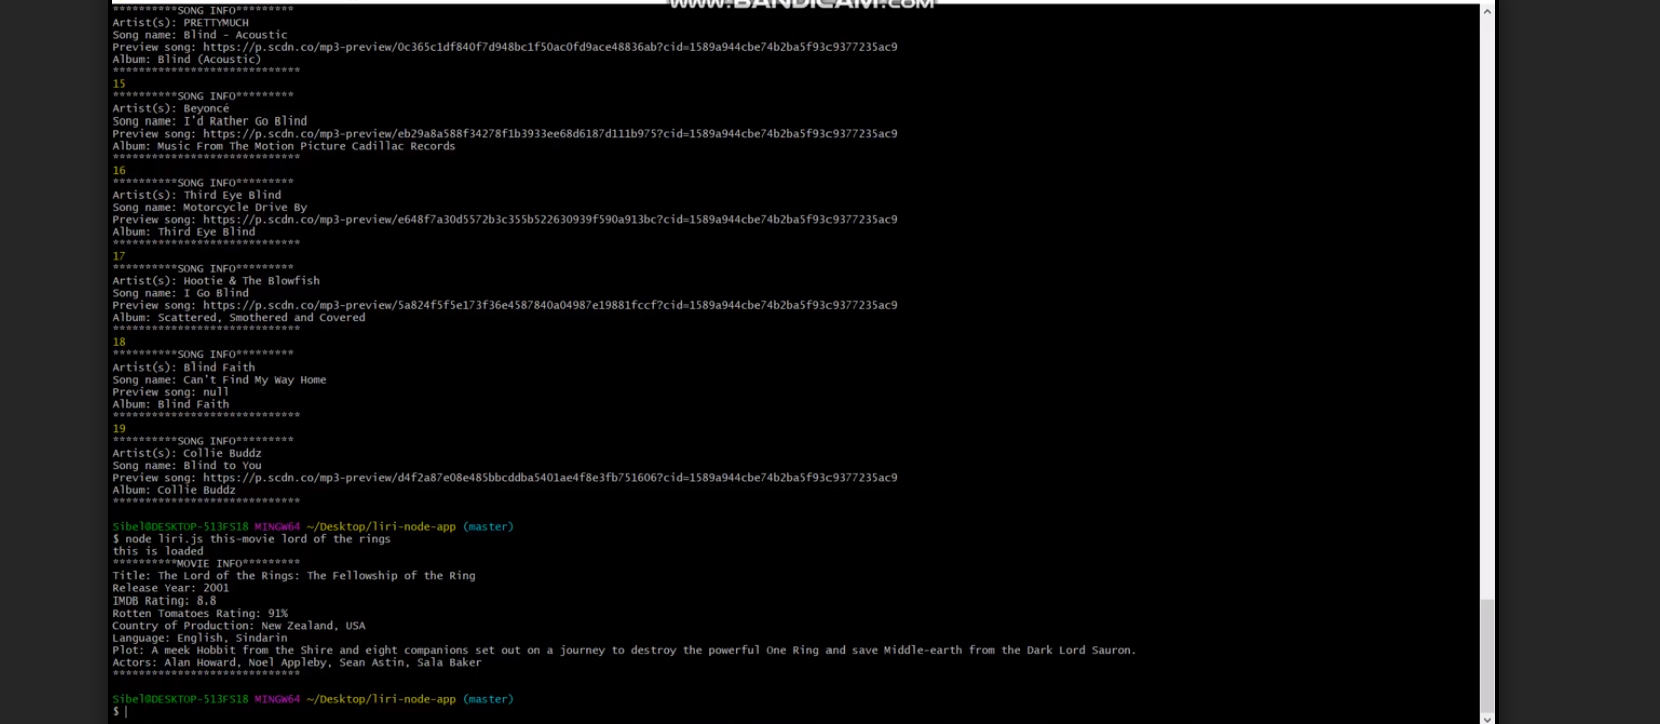 www.BANDICAM.com
**********SONG INFO*********
Artist(s): PRETTYMUCH
Song name: Blind - Acoustic
Preview song: https://p.scdn.co/mp3-preview/0c365c1df840f7d948bc1f50ac0fd9ace48836ab?cid=1589a944cbe74b2ba5f93c9377235ac9
Album: Blind (Acoustic)
*****************************
15
**********SONG INFO*********
Artist(s): Beyoncé
Song name: I'd Rather Go Blind
Preview song: https://p.scdn.co/mp3-preview/eb29a8a588f34278f1b3933ee68d6187d111b975?cid=1589a944cbe74b2ba5f93c9377235ac9
Album: Music From The Motion Picture Cadillac Records
*****************************
16
**********SONG INFO*********
Artist(s): Third Eye Blind
Song name: Motorcycle Drive By
Preview song: https://p.scdn.co/mp3-preview/e648f7a30d5572b3c355b522630939f590a913bc?cid=1589a944cbe74b2ba5f93c9377235ac9
Album: Third Eye Blind
*****************************
17
**********SONG INFO*********
Artist(s): Hootie & The Blowfish
Song name: I Go Blind
Preview song: https://p.scdn.co/mp3-preview/5a824f5f5e173f36e4587840a04987e19881fccf?cid=1589a944cbe74b2ba5f93c9377235ac9
Album: Scattered, Smothered and Covered
*****************************
18
**********SONG INFO*********
Artist(s): Blind Faith
Song name: Can't Find My Way Home
Preview song: null
Album: Blind Faith
*****************************
19
**********SONG INFO*********
Artist(s): Collie Buddz
Song name: Blind to You
Preview song: https://p.scdn.co/mp3-preview/d4f2a87e08e485bbcddba5401ae4f8e3fb751606?cid=1589a944cbe74b2ba5f93c9377235ac9
Album: Collie Buddz
*****************************
Sibel@DESKTOP-513FS18 MINGW64 ~/Desktop/liri-node-app (master)
$ node liri.js this-movie lord of the rings
this is loaded
**********MOVIE INFO*********
Title: The Lord of the Rings: The Fellowship of the Ring
Release Year: 2001
IMDB Rating: 8.8
Rotten Tomatoes Rating: 91%
Country of Production: New Zealand, USA
Language: English, Sindarin
Plot: A meek Hobbit from the Shire and eight companions set out on a journey to destroy the powerful One Ring and save Middle-earth from the Dark Lord Sauron.
Actors: Alan Howard, Noel Appleby, Sean Astin, Sala Baker
*****************************
Sibel@DESKTOP-513FS18 MINGW64 ~/Desktop/liri-node-app (master)
$